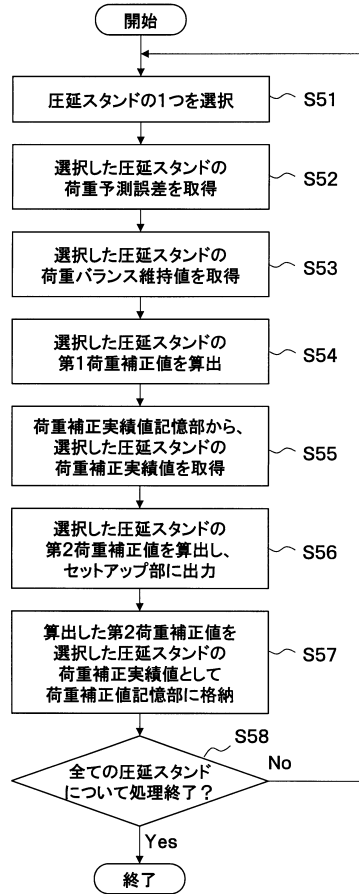 開始
圧延スタンドの1つを選択
S51
選択した圧延スタンドの
荷重予測誤差を取得
S52
選択した圧延スタンドの
荷重バランス維持値を取得
S53
選択した圧延スタンドの
第1荷重補正値を算出
S54
荷重補正実績値記憶部から、
選択した圧延スタンドの
荷重補正実績値を取得
S55
選択した圧延スタンドの
第2荷重補正値を算出し、
セットアップ部に出力
S56
算出した第2荷重補正値を
選択した圧延スタンドの
荷重補正実績値として
荷重補正値記憶部に格納
S57
S58
全ての圧延スタンド
について処理終了?
No
Yes
終了